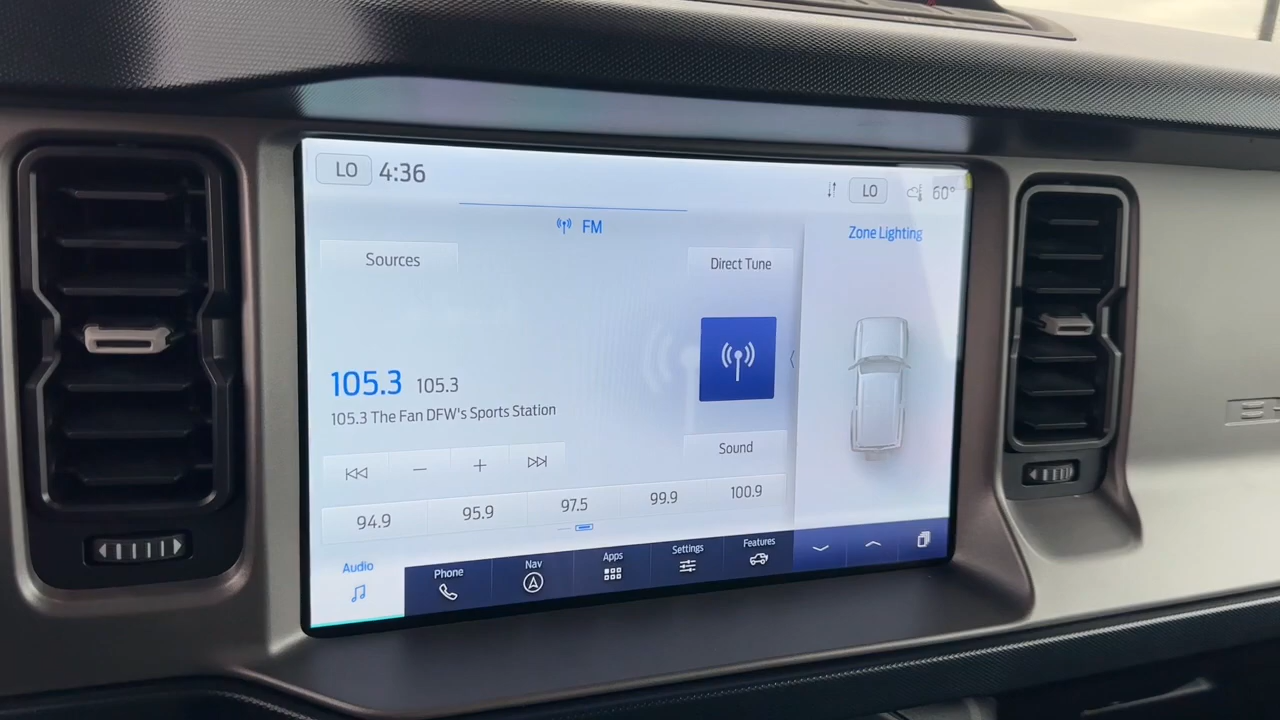 LO 4:36
LO 60°
FM
Zone Lighting
Sources
Direct Tune
105.3 105.3
105.3 The Fan DFW's Sports Station
Sound
94.9 95.9 97.5 99.9 100.9
Audio Phone Nav Apps Settings Features